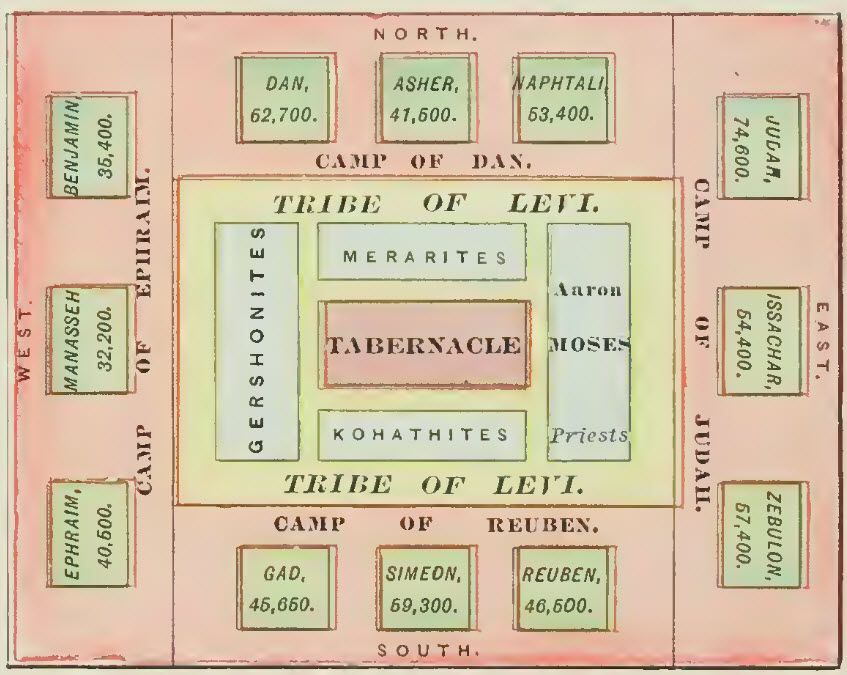 NORTH.
DAN,
62,700.
ASHER,
41,500.
NAPHTALI,
53,400.
CAMP OF DAN.
WEST.
BENJAMIN,
35,400.
MANASSEH
32,200.
EPHRAIM,
40,500.
CAMP OF EPHRAIM.
TRIBE OF LEVI.
GERSHONITES
MERARITES
TABERNACLE
KOHATHITES
Aaron
MOSES
Priests
TRIBE OF LEVI.
CAMP OF JUDAH.
JUDAH,
74,600.
ISSACHAR,
54,400.
ZEBULON,
57,400.
EAST.
CAMP OF REUBEN.
GAD,
45,650.
SIMEON,
59,300.
REUBEN,
46,500.
SOUTH.